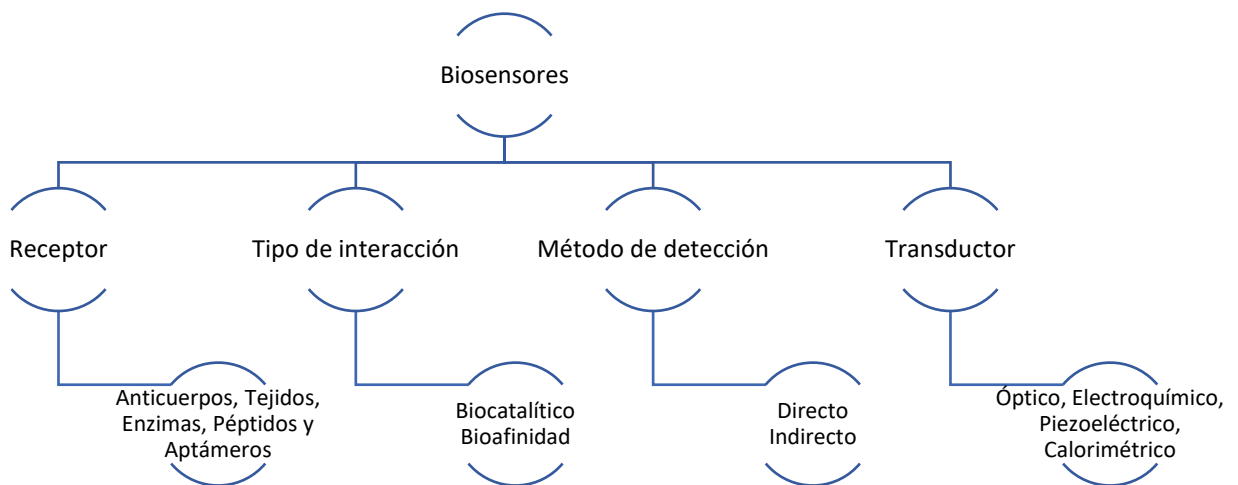 Biosensores
Receptor
Tipo de interacción
Método de detección
Transductor
Anticuerpos, Tejidos,
Enzimas, Péptidos y
Aptámeros
Biocatalítico
Bioafinidad
Directo
Indirecto
Óptico, Electroquímico,
Piezoeléctrico,
Calorimétrico